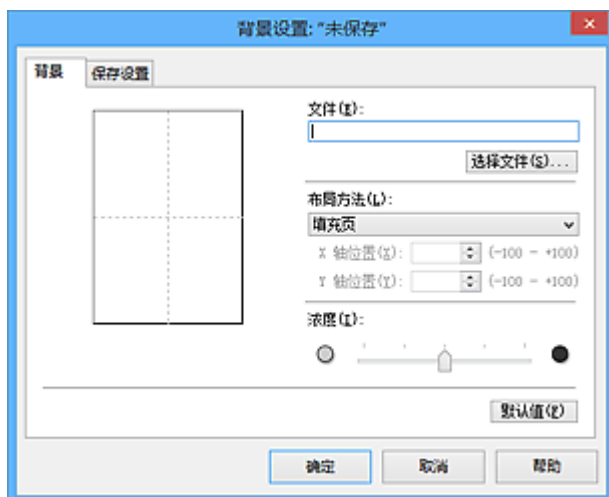 背景设置: "未保存"
背景
保存设置
文件(E):
选择文件(S)...
布局方法(L):
填充页
X 轴位置(X): (-100 - +100)
Y 轴位置(Y): (-100 - +100)
浓度(I):
默认值(P)
确定 取消 帮助